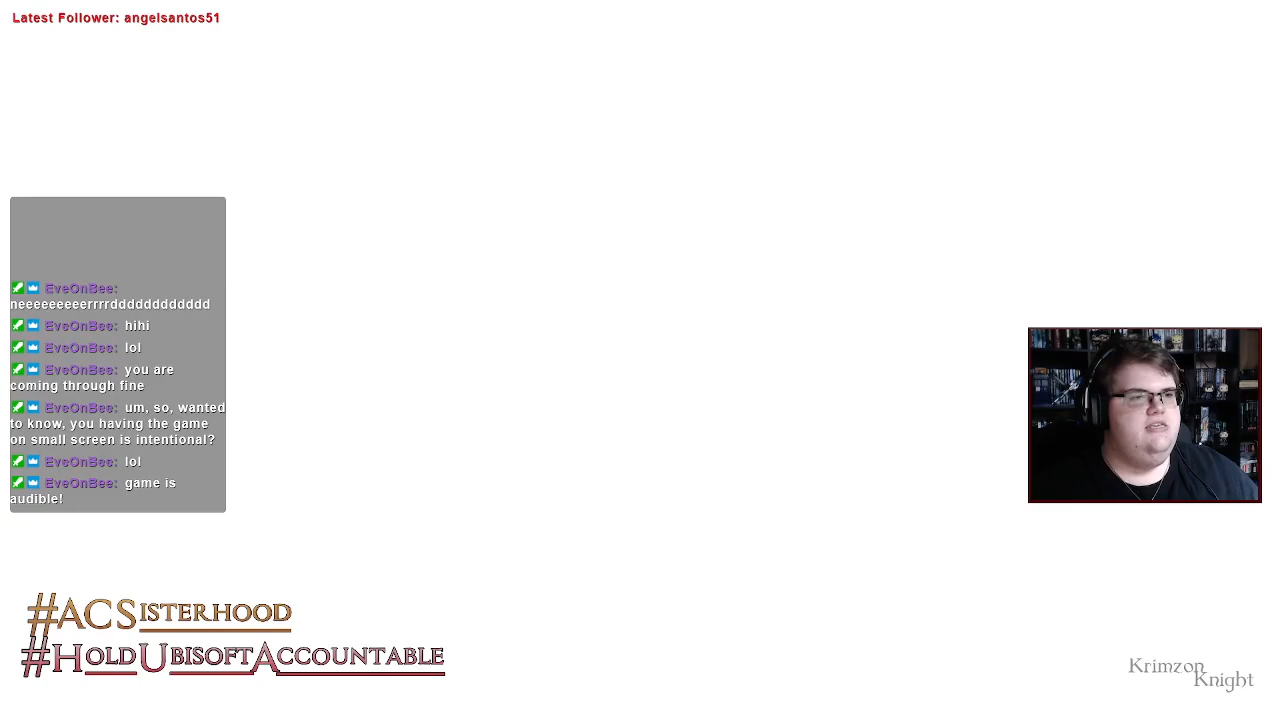 Latest Follower: angelsantos51
EveOnBee:
neeeeeeeeerrrrdddddddddddd
EveOnBee: hihi
EveOnBee: lol
EveOnBee: you are
coming through fine
EveOnBee: um, so, wanted
to know, you having the game
on small screen is intentional?
EveOnBee: lol
EveOnBee: game is
audible!
#ACSisterhood
#HoldUbisoftAccountable
Krimzon
Knight